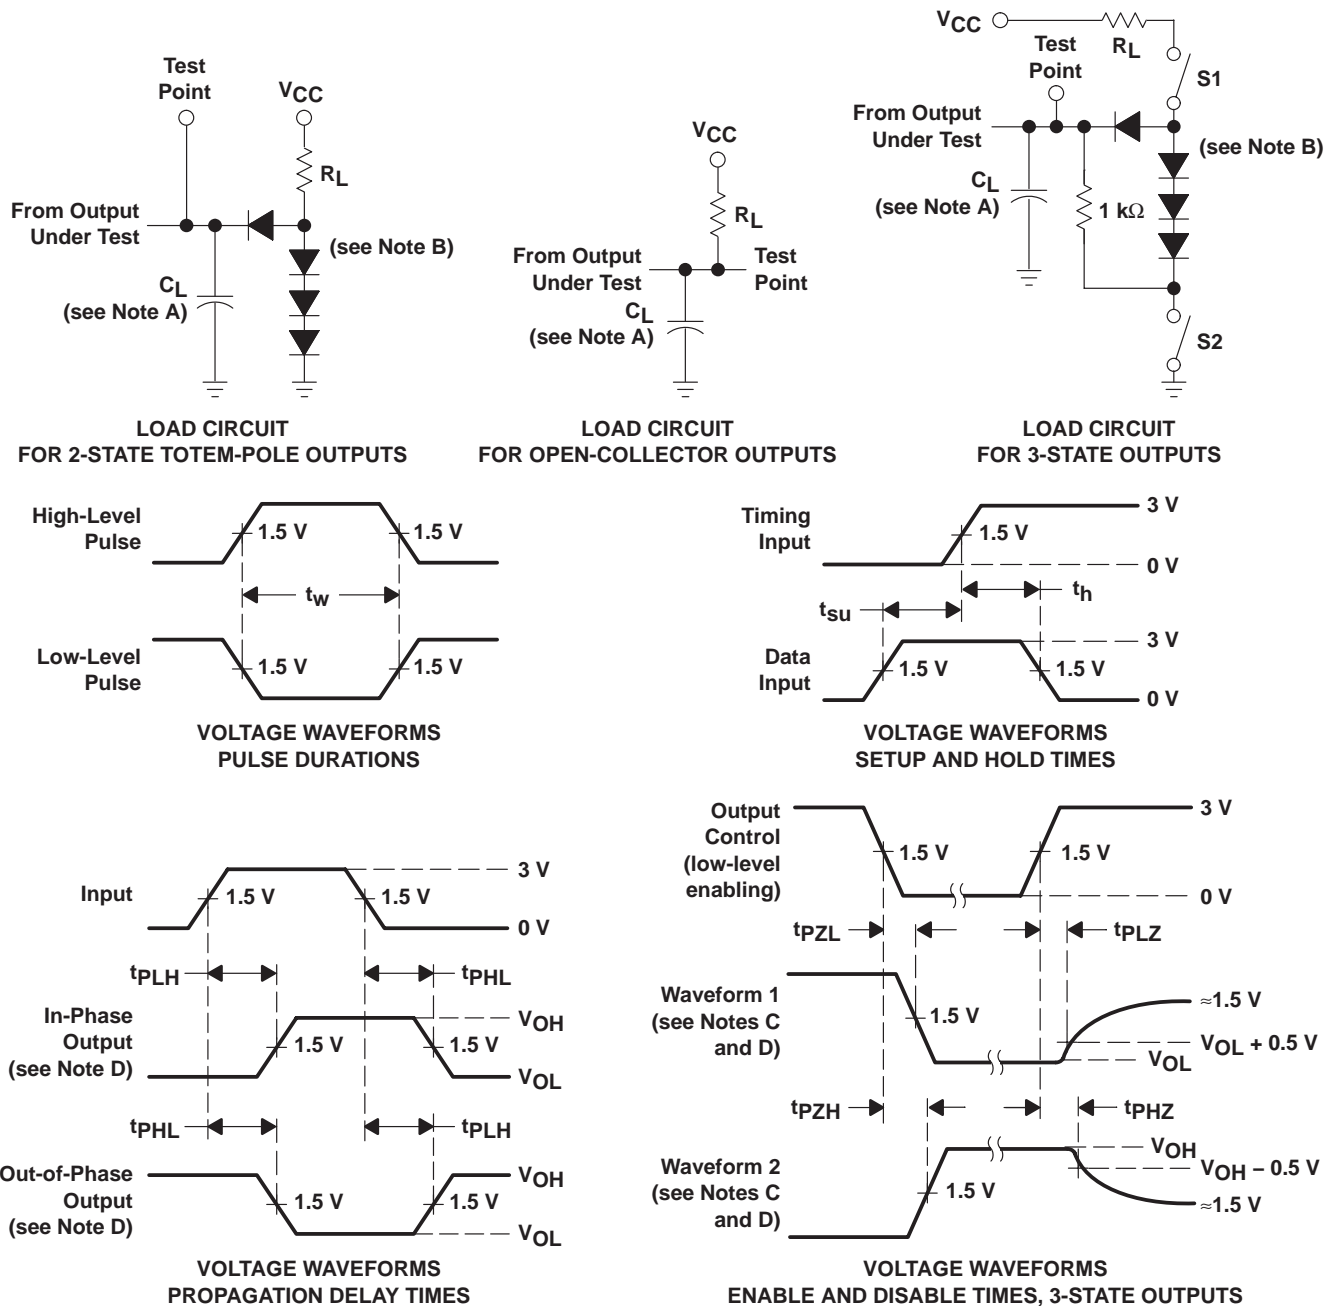 Test
Point
VCC
RL
From Output
Under Test
(see Note B)
CL
(see Note A)
LOAD CIRCUIT
FOR 2-STATE TOTEM-POLE OUTPUTS
VCC
RL
From Output
Under Test
Test
Point
CL
(see Note A)
LOAD CIRCUIT
FOR OPEN-COLLECTOR OUTPUTS
VCC
RL
Test
Point
S1
From Output
Under Test
(see Note B)
CL
(see Note A)
1 kΩ
S2
LOAD CIRCUIT
FOR 3-STATE OUTPUTS
High-Level
Pulse
1.5 V
1.5 V
tw
Low-Level
Pulse
1.5 V
1.5 V
VOLTAGE WAVEFORMS
PULSE DURATIONS
Timing
Input
1.5 V
3 V
0 V
th
tsu
Data
Input
1.5 V
1.5 V
3 V
0 V
VOLTAGE WAVEFORMS
SETUP AND HOLD TIMES
Input
1.5 V
1.5 V
3 V
0 V
tPLH
tPHL
In-Phase
Output
(see Note D)
1.5 V
1.5 V
VOH
VOL
tPHL
tPLH
Out-of-Phase
Output
(see Note D)
1.5 V
1.5 V
VOH
VOL
VOLTAGE WAVEFORMS
PROPAGATION DELAY TIMES
Output
Control
(low-level
enabling)
1.5 V
1.5 V
3 V
0 V
tPZL
tPLZ
Waveform 1
(see Notes C
and D)
1.5 V
≈1.5 V
VOL + 0.5 V
VOL
tPZH
tPHZ
Waveform 2
(see Notes C
and D)
1.5 V
VOH
VOH – 0.5 V
≈1.5 V
VOLTAGE WAVEFORMS
ENABLE AND DISABLE TIMES, 3-STATE OUTPUTS